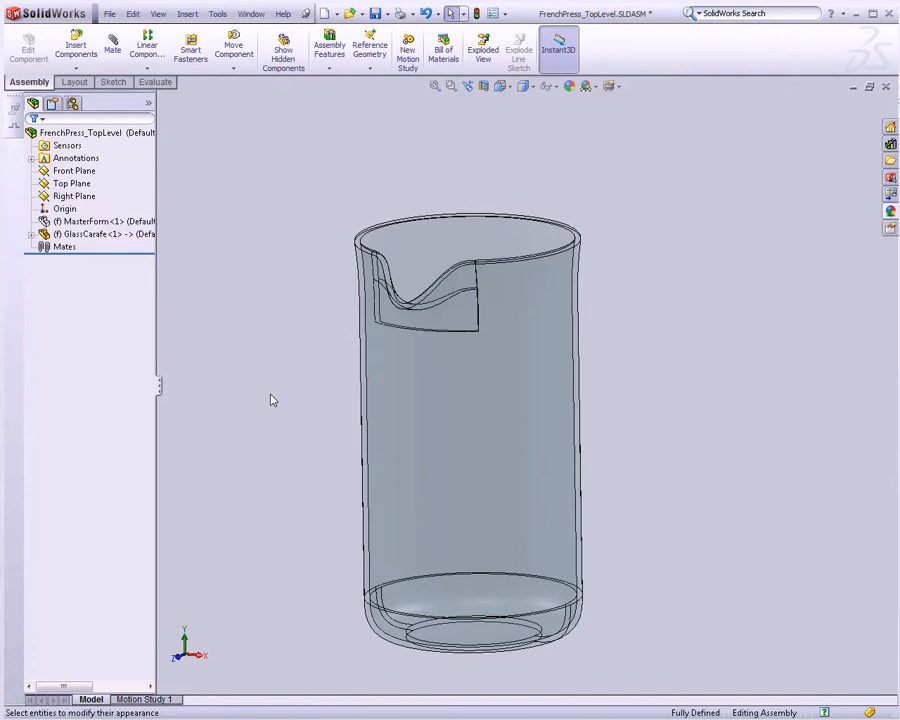 SolidWorks File Edit View Insert Tools Window Help FrenchPress_TopLevel.SLDASM * SolidWorks Search
Edit Component
Insert Components
Mate
Linear Compon...
Smart Fasteners
Move Component
Show Hidden Components
Assembly Features
Reference Geometry
New Motion Study
Bill of Materials
Exploded View
Explode Line Sketch
Instant3D
Assembly Layout Sketch Evaluate
FrenchPress_TopLevel (Default
Sensors
Annotations
Front Plane
Top Plane
Right Plane
Origin
(f) MasterForm<1> (Default
(f) GlassCarafe<1> -> (Defa
Mates
Y
Z X
Model Motion Study 1
Select entities to modify their appearance Fully Defined Editing Assembly